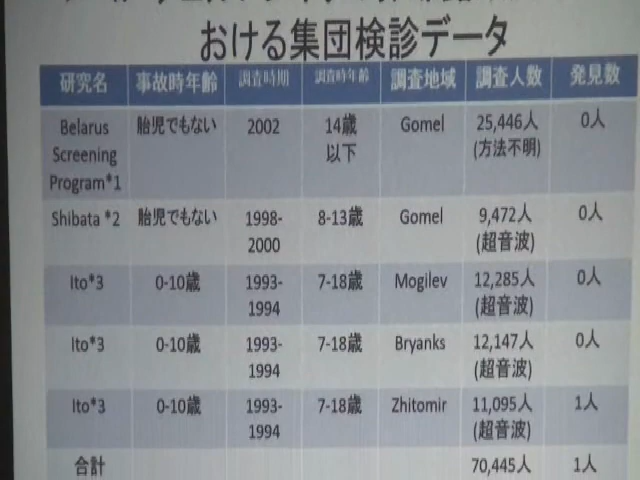 おける集団検診データ
研究名 事故時年齢 調査時期 調査時年齢 調査地域 調査人数 発見数
Belarus Screening Program*1 胎児でもない 2002 14歳以下 Gomel 25,446人 (方法不明) 0人
Shibata *2 胎児でもない 1998-2000 8-13歳 Gomel 9,472人 (超音波) 0人
Ito*3 0-10歳 1993-1994 7-18歳 Mogilev 12,285人 (超音波) 0人
Ito*3 0-10歳 1993-1994 7-18歳 Bryanks 12,147人 (超音波) 0人
Ito*3 0-10歳 1993-1994 7-18歳 Zhitomir 11,095人 (超音波) 1人
合計 70,445人 1人